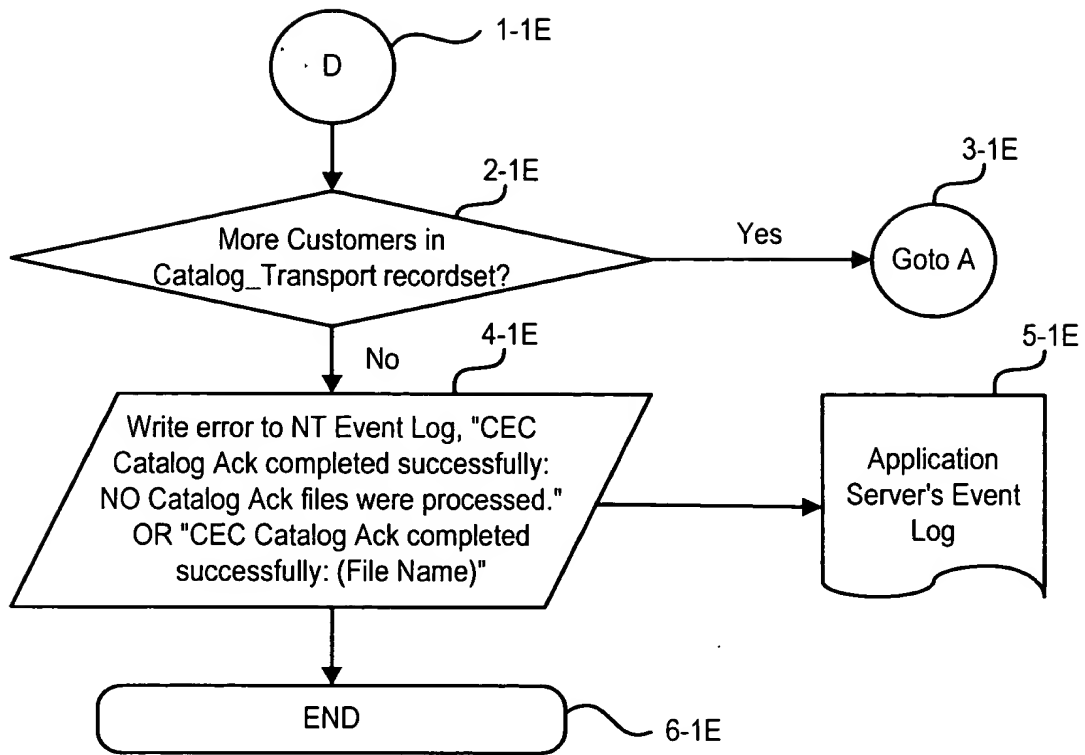 1-1E
D
2-1E
3-1E
More Customers in
Catalog_Transport recordset?
Yes
Goto A
No
4-1E
5-1E
Write error to NT Event Log, "CEC
Catalog Ack completed successfully:
NO Catalog Ack files were processed."
OR "CEC Catalog Ack completed
successfully: (File Name)"
Application
Server's Event
Log
END
6-1E